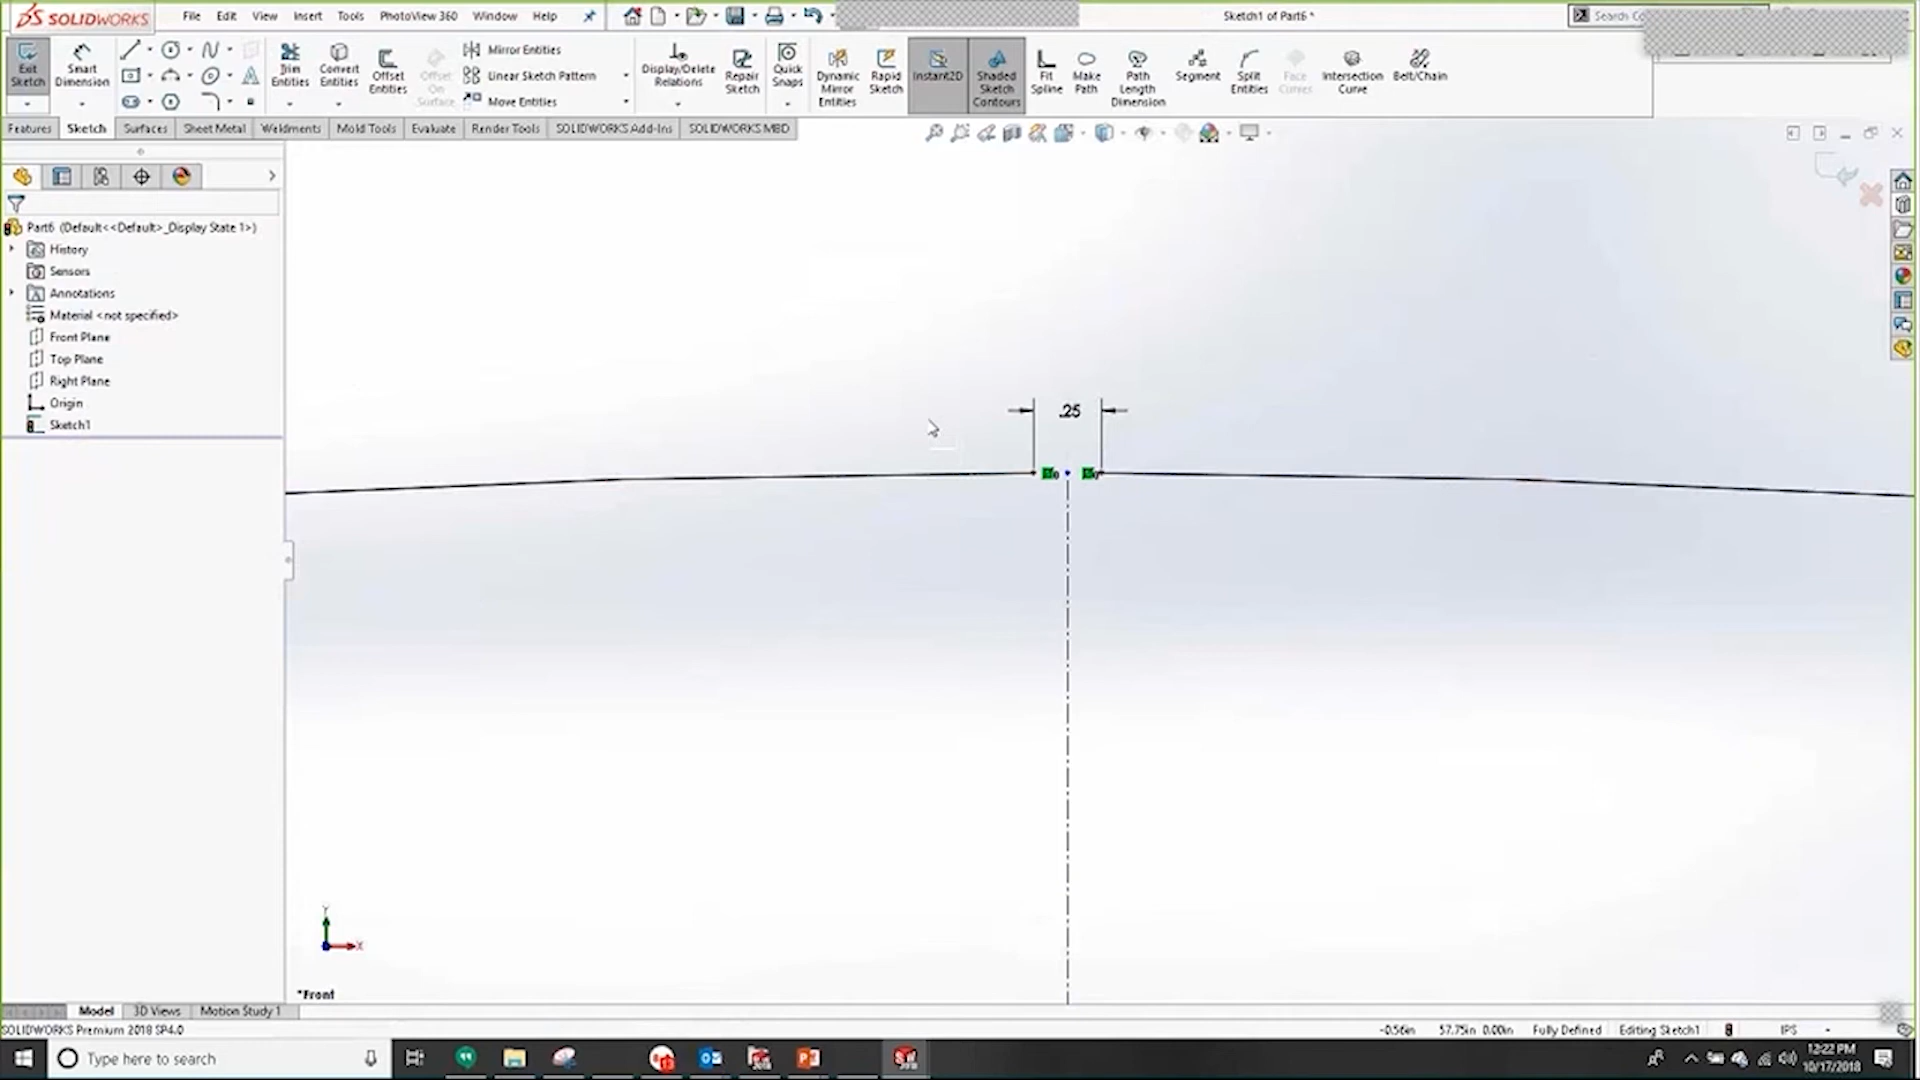 SOLIDWORKS File Edit View Insert Tools PhotoView 360 Window Help Sketch1 of Part6 * Search
Exit Sketch
Smart Dimension
Trim Entities
Convert Entities
Offset Entities
Offset On Surface
Mirror Entities
Linear Sketch Pattern
Move Entities
Display/Delete Relations
Repair Sketch
Quick Snaps
Dynamic Mirror Entities
Rapid Sketch
Instant2D
Shaded Sketch Contours
Fit Spline
Make Path
Path Length Dimension
Segment
Split Entities
Face Curves
Intersection Curve
Belt/Chain
Features Sketch Surfaces Sheet Metal Weldments Mold Tools Evaluate Render Tools SOLIDWORKS Add-Ins SOLIDWORKS MBD
Part6 (Default<<Default>_Display State 1>)
History
Sensors
Annotations
Material <not specified>
Front Plane
Top Plane
Right Plane
Origin
Sketch1
.25
Y
X
*Front
Model 3D Views Motion Study 1
SOLIDWORKS Premium 2018 SP4.0 -0.56in 57.75in 0.00in Fully Defined Editing Sketch1 IPS -
Type here to search
12:22 PM
10/17/2018